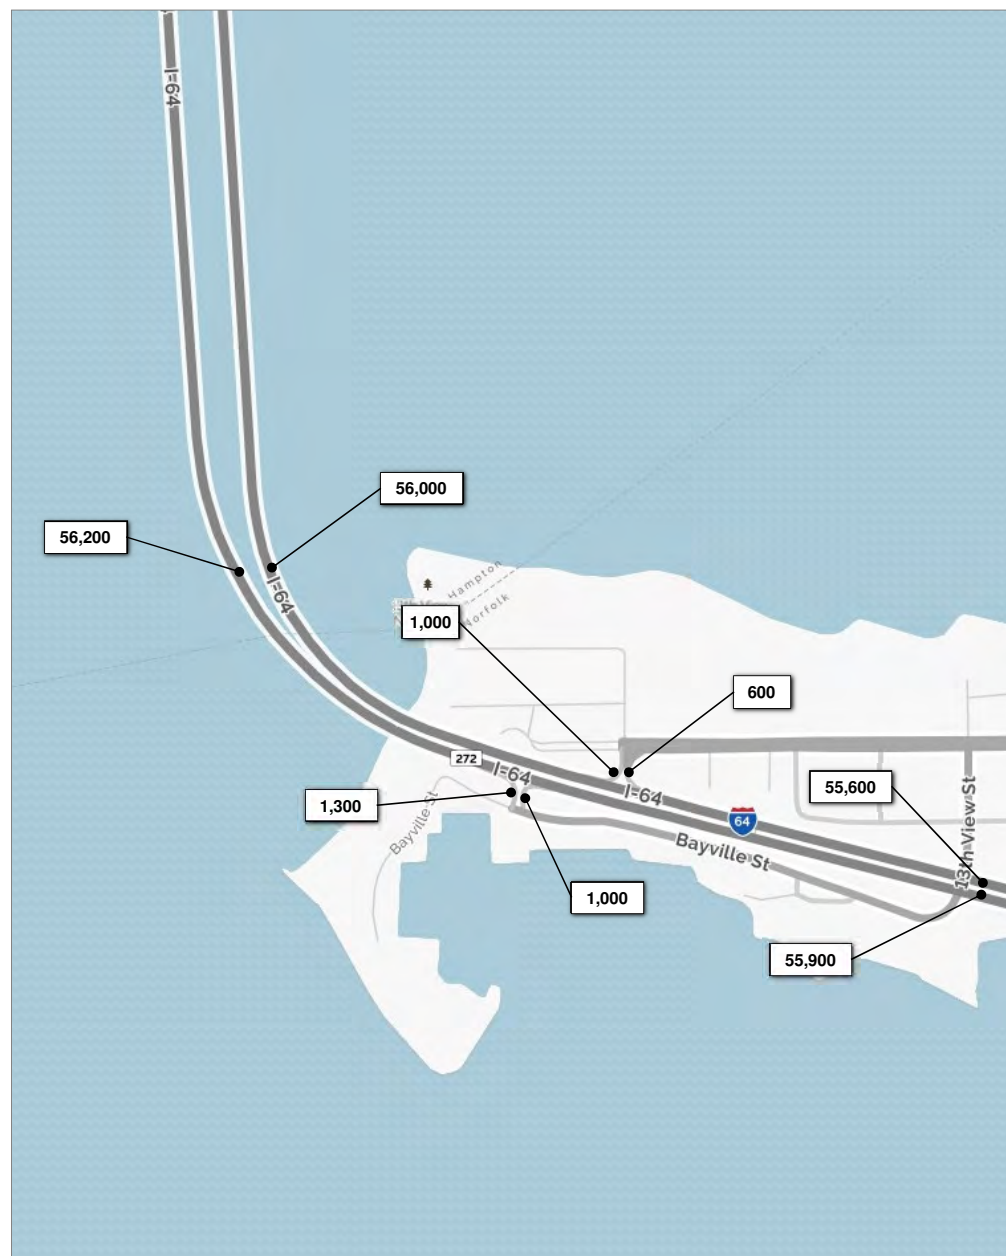 I-64
56,000
56,200
I-64
Hampton
Norfolk
1,000
600
272
I-64
I-64
55,600
64
1,300
Bayville St
Bayville St
13th View St
1,000
55,900